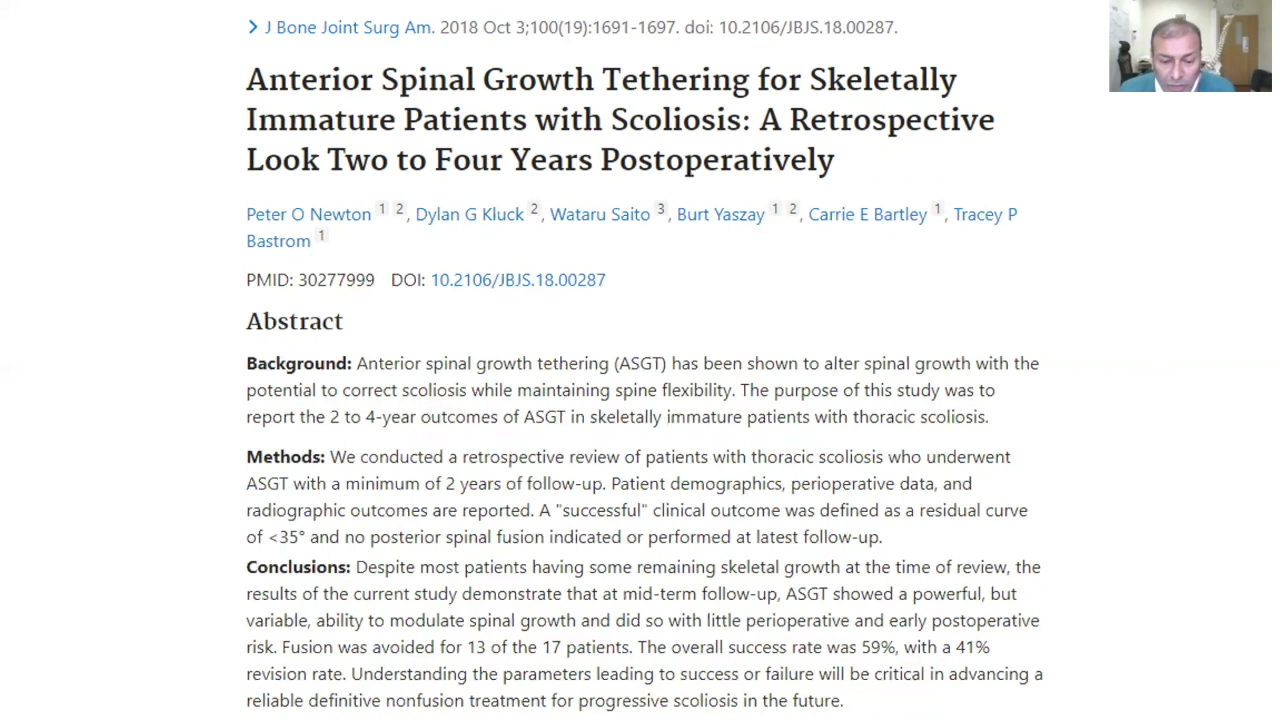 J Bone Joint Surg Am. 2018 Oct 3;100(19):1691-1697. doi: 10.2106/JBJS.18.00287.
Anterior Spinal Growth Tethering for Skeletally
Immature Patients with Scoliosis: A Retrospective
Look Two to Four Years Postoperatively
Peter O Newton 1 2, Dylan G Kluck 2, Wataru Saito 3, Burt Yaszay 1 2, Carrie E Bartley 1, Tracey P
Bastrom 1
PMID: 30277999 DOI: 10.2106/JBJS.18.00287
Abstract
Background: Anterior spinal growth tethering (ASGT) has been shown to alter spinal growth with the
potential to correct scoliosis while maintaining spine flexibility. The purpose of this study was to
report the 2 to 4-year outcomes of ASGT in skeletally immature patients with thoracic scoliosis.
Methods: We conducted a retrospective review of patients with thoracic scoliosis who underwent
ASGT with a minimum of 2 years of follow-up. Patient demographics, perioperative data, and
radiographic outcomes are reported. A "successful" clinical outcome was defined as a residual curve
of <35° and no posterior spinal fusion indicated or performed at latest follow-up.
Conclusions: Despite most patients having some remaining skeletal growth at the time of review, the
results of the current study demonstrate that at mid-term follow-up, ASGT showed a powerful, but
variable, ability to modulate spinal growth and did so with little perioperative and early postoperative
risk. Fusion was avoided for 13 of the 17 patients. The overall success rate was 59%, with a 41%
revision rate. Understanding the parameters leading to success or failure will be critical in advancing a
reliable definitive nonfusion treatment for progressive scoliosis in the future.